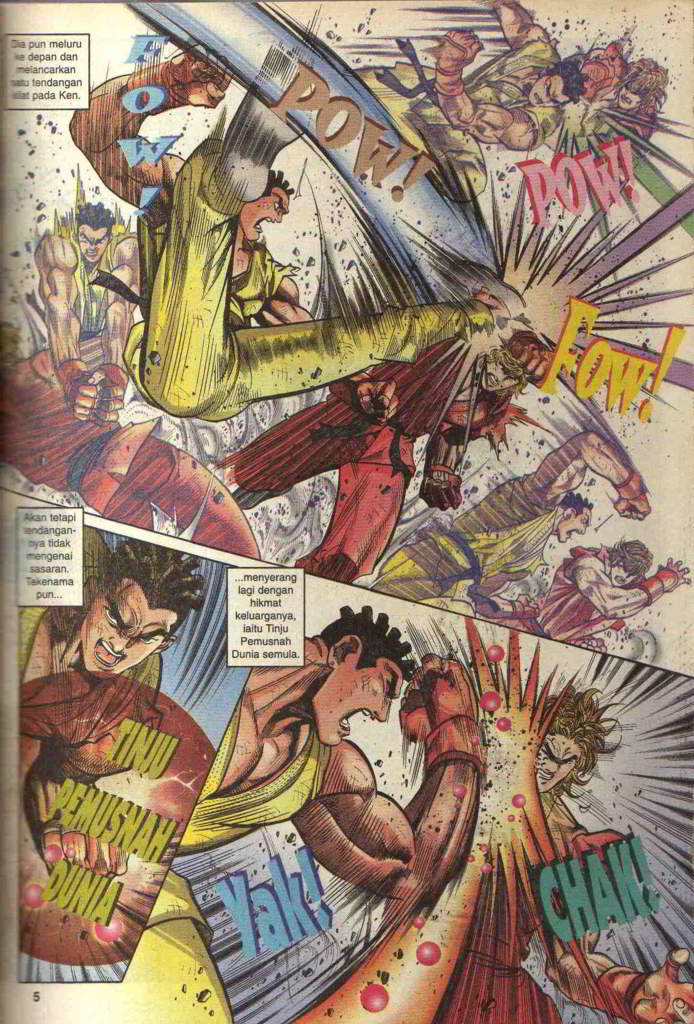 Dia pun meluru
ke depan dan
melancarkan
satu tendangan
kilat pada Ken.
POW!
POW!
POW!
POW!
Akan tetapi
tendangan-
nya tidak
mengenai
sasaran.
Takenama
pun...
...menyerang
lagi dengan
hikmat
keluarganya,
iaitu Tinju
Pemusnah
Dunia semula.
TINJU
PEMUSNAH
DUNIA
Yak!
CHAK!
5